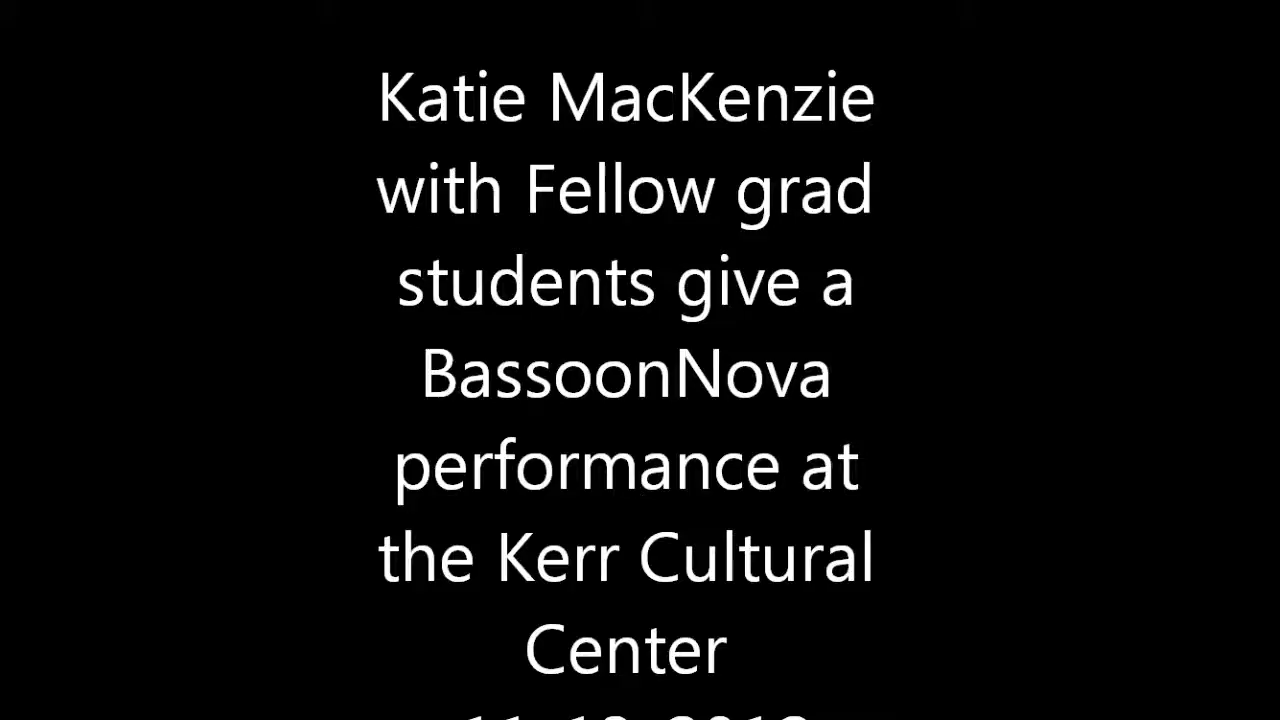 Katie MacKenzie
with Fellow grad
students give a
BassoonNova
performance at
the Kerr Cultural
Center